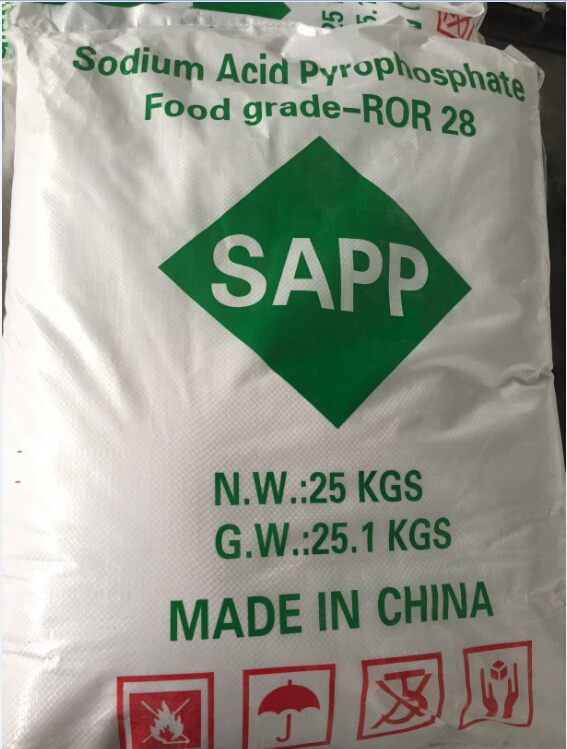 Sodium Acid Pyrophosphate
Food grade-ROR 28
SAPP
N.W.:25 KGS
G.W.:25.1 KGS
MADE IN CHINA